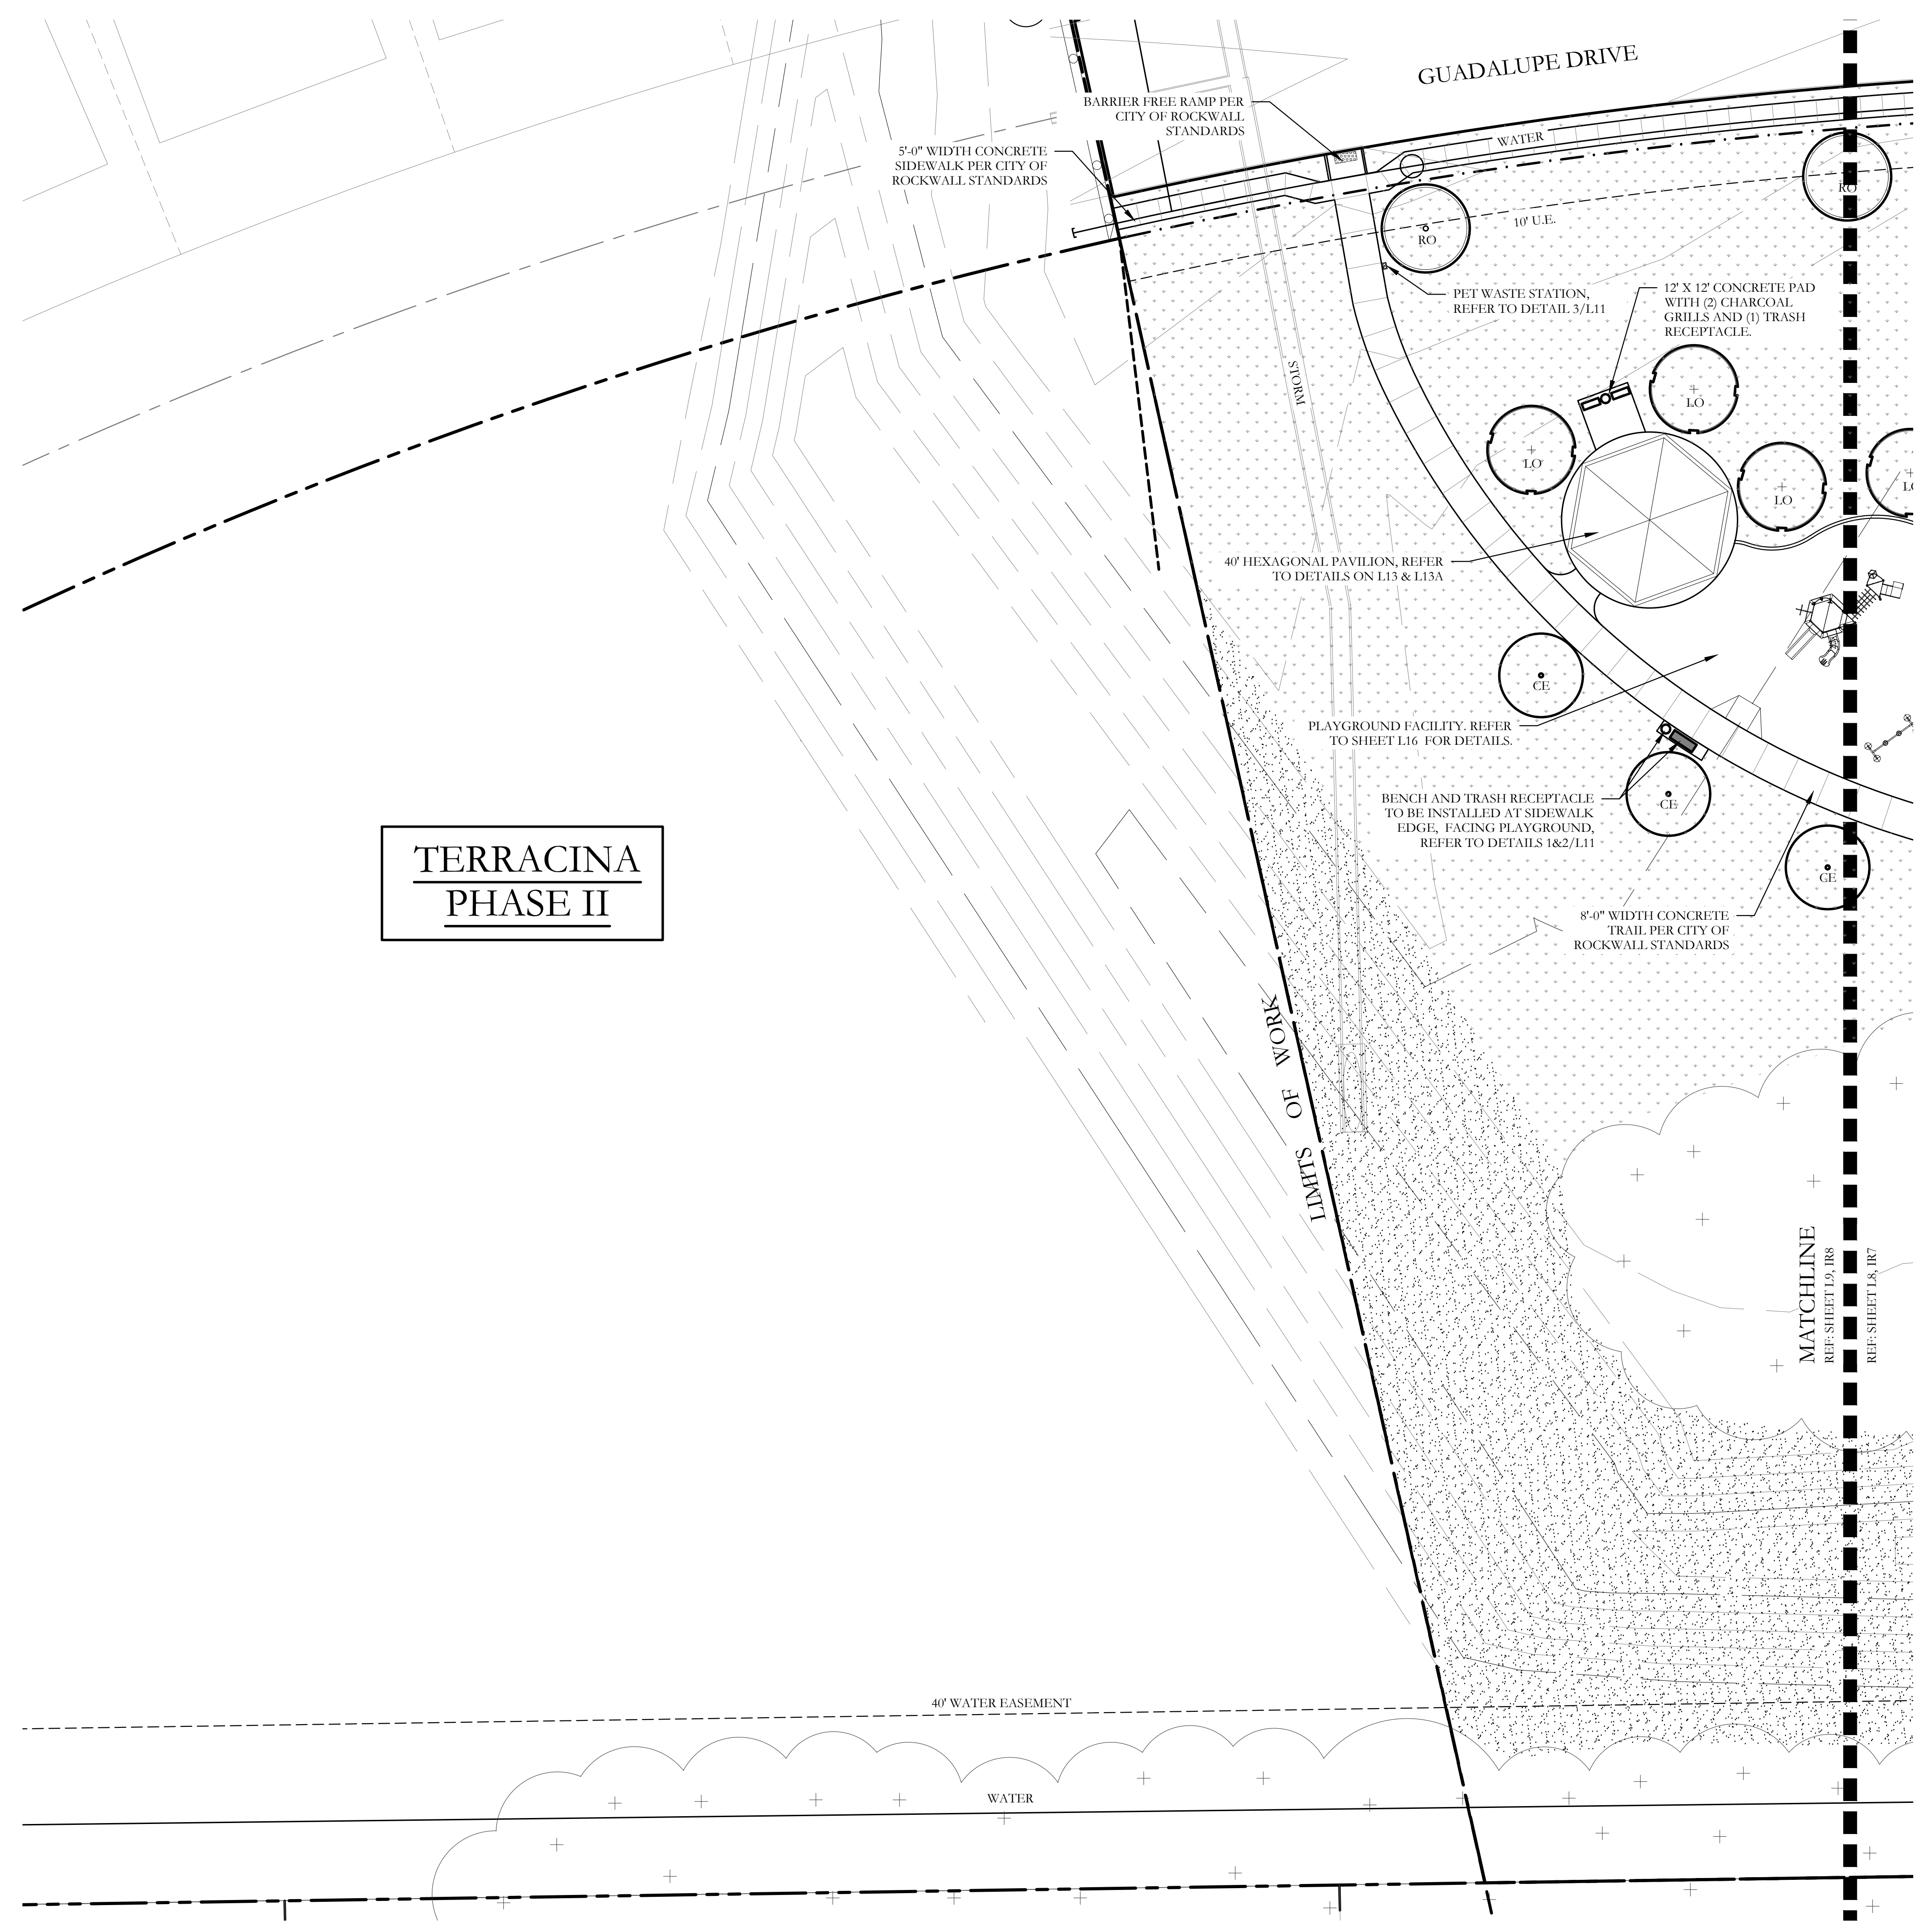 GUADALUPE DRIVE
BARRIER FREE RAMP PER
CITY OF ROCKWALL
STANDARDS
5'-0" WIDTH CONCRETE
SIDEWALK PER CITY OF
ROCKWALL STANDARDS
WATER
RO
10' U.E.
RO
PET WASTE STATION,
REFER TO DETAIL 3/L11
12' X 12' CONCRETE PAD
WITH (2) CHARCOAL
GRILLS AND (1) TRASH
RECEPTACLE.
STORM
LO
LO
LO
40' HEXAGONAL PAVILION, REFER
TO DETAILS ON L13 & L13A
CE
PLAYGROUND FACILITY. REFER
TO SHEET L16 FOR DETAILS.
BENCH AND TRASH RECEPTACLE
TO BE INSTALLED AT SIDEWALK
EDGE, FACING PLAYGROUND,
REFER TO DETAILS 1&2/L11
CE
CE
8'-0" WIDTH CONCRETE
TRAIL PER CITY OF
ROCKWALL STANDARDS
TERRACINA
PHASE II
LIMITS OF WORK
MATCHLINE
REF: SHEET L9, IR8
REF: SHEET L8, IR7
40' WATER EASEMENT
WATER